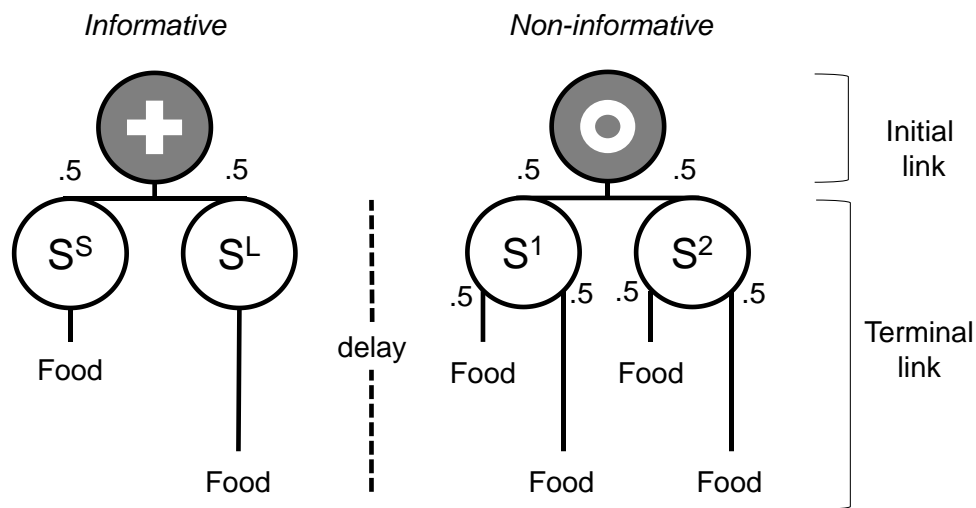 Informative
Non-informative
Initial
link
.5 .5 .5 .5
S^S S^L S^1 S^2
.5 .5 .5 .5
delay
Food Food Food
Terminal
link
Food Food Food